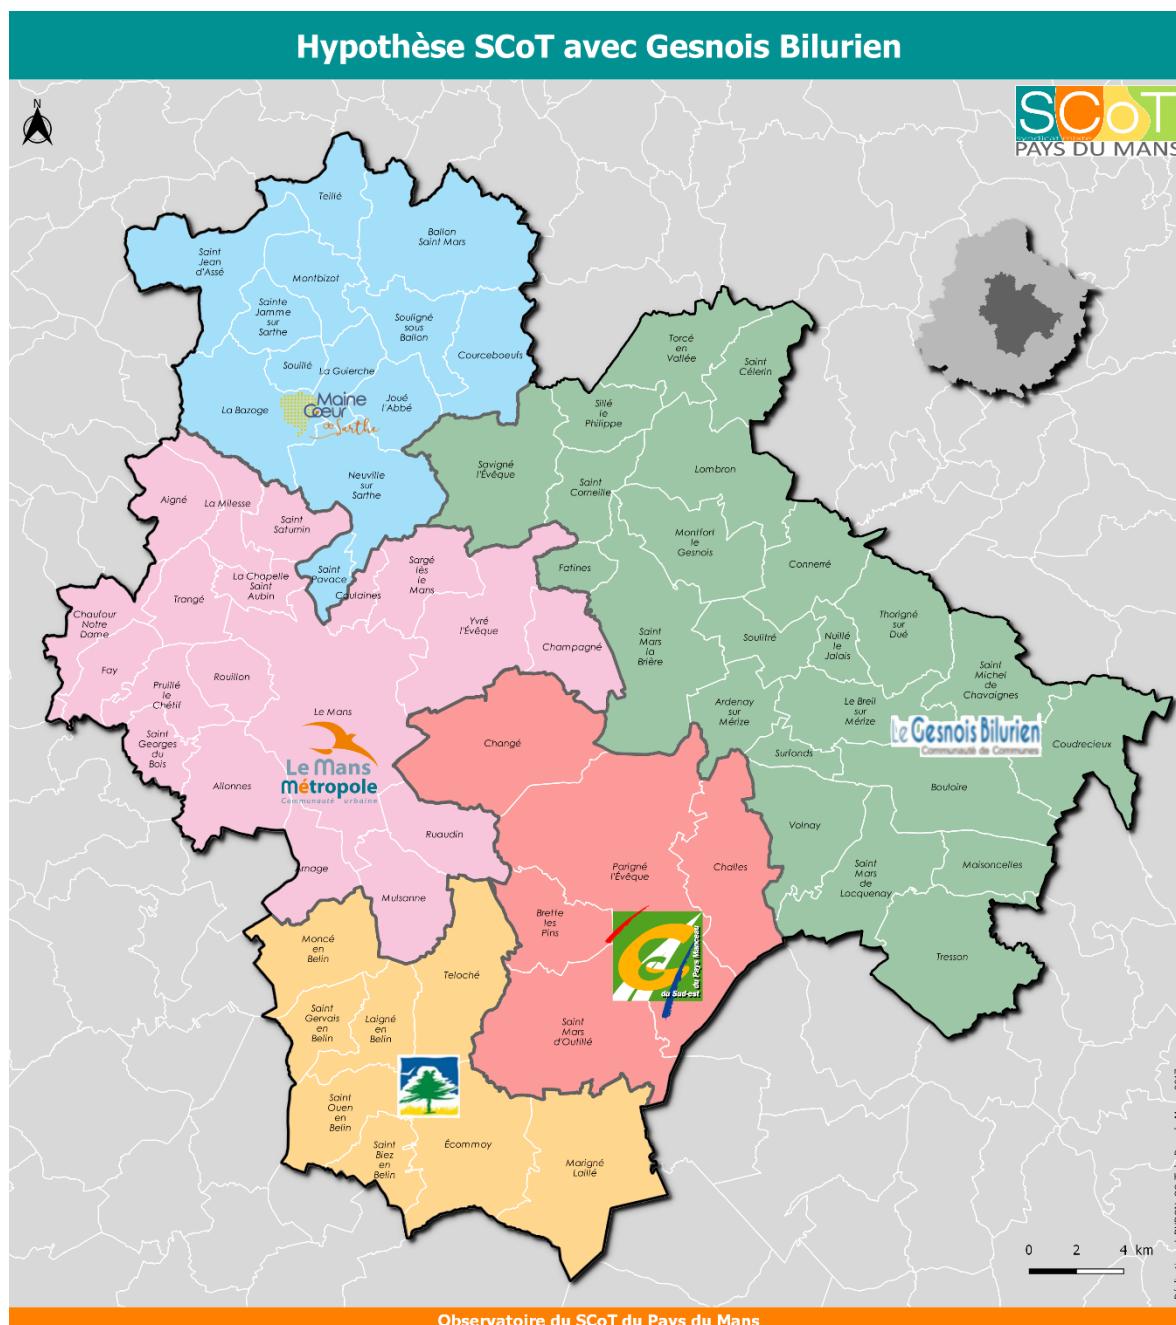 Hypothèse SCoT avec Gesnois Bilurien
N
SCoT
syndicat mixte
PAYS DU MANS
Teillé
Ballon
Saint Mars
Saint
Jean
d'Assé
Montbizot
Sainte
Jamme
sur
Sarthe
Souligné
sous
Ballon
Courceboeufs
Souillé
La Guierche
La Bazoge
Maine
Cœur
de Sarthe
Joué
l'Abbé
Neuville
sur
Sarthe
Saint
Pavace
Torcé
en
Vallée
Saint
Célerin
Sillé
le
Philippe
Savigné
l'Évêque
Saint
Corneille
Lombron
Montfort
le
Gesnois
Connerré
Fatines
Saint
Mars
la
Brière
Soulitré
Nuillé
le
Jalais
Thorigné
sur
Dué
Saint
Michel
de
Chavaignes
Ardenay
sur
Mérize
Le Breil
sur
Mérize
Le Gesnois Bilurien
Communauté de Communes
Coudrecieux
Surfonds
Bouloire
Volnay
Saint
Mars
de
Locquenay
Maisoncelles
Tresson
Aigné
La Milesse
Saint
Saturnin
La Chapelle
Saint
Aubin
Trangé
Coulaines
Sargé
lès
le
Mans
Yvré
l'Évêque
Champagné
Chaufour
Notre
Dame
Fay
Pruillé
le
Chétif
Rouillon
Le Mans
Saint
Georges
du
Bois
Le Mans
métropole
Communauté urbaine
Allonnes
Ruaudin
Arnage
Mulsanne
Changé
Parigné
l'Évêque
Challes
Brette
les
Pins
du Sud-est
du Pays Manceau
Saint
Mars
d'Outillé
Moncé
en
Belin
Teloché
Saint
Gervais
en
Belin
Laigné
en
Belin
Saint
Ouen
en
Belin
Saint
Biez
en
Belin
Écommoy
Marigné
Laillé
0 2 4 km
Observatoire du SCoT du Pays du Mans